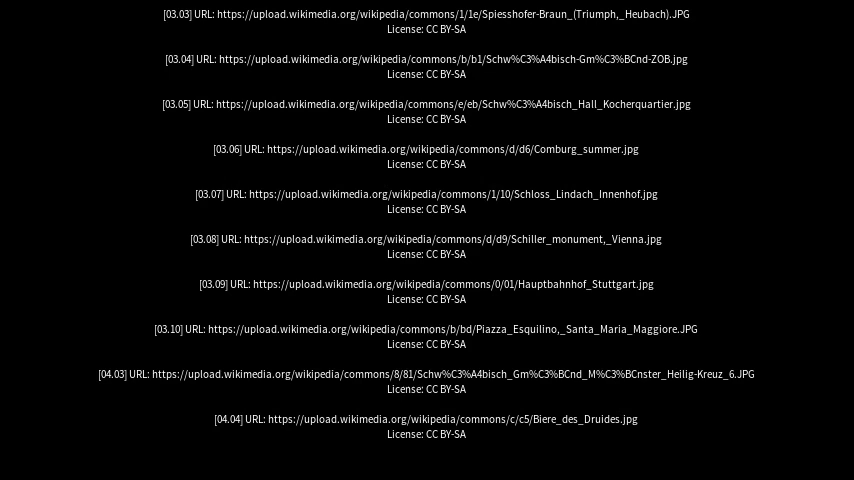 [03.03] URL: https://upload.wikimedia.org/wikipedia/commons/1/1e/Spiesshofer-Braun_(Triumph,_Heubach).JPG
License: CC BY-SA
[03.04] URL: https://upload.wikimedia.org/wikipedia/commons/b/b1/Schw%C3%A4bisch-Gm%C3%BCnd-ZOB.jpg
License: CC BY-SA
[03.05] URL: https://upload.wikimedia.org/wikipedia/commons/e/eb/Schw%C3%A4bisch_Hall_Kocherquartier.jpg
License: CC BY-SA
[03.06] URL: https://upload.wikimedia.org/wikipedia/commons/d/d6/Comburg_summer.jpg
License: CC BY-SA
[03.07] URL: https://upload.wikimedia.org/wikipedia/commons/1/10/Schloss_Lindach_Innenhof.jpg
License: CC BY-SA
[03.08] URL: https://upload.wikimedia.org/wikipedia/commons/d/d9/Schiller_monument,_Vienna.jpg
License: CC BY-SA
[03.09] URL: https://upload.wikimedia.org/wikipedia/commons/0/01/Hauptbahnhof_Stuttgart.jpg
License: CC BY-SA
[03.10] URL: https://upload.wikimedia.org/wikipedia/commons/b/bd/Piazza_Esquilino,_Santa_Maria_Maggiore.JPG
License: CC BY-SA
[04.03] URL: https://upload.wikimedia.org/wikipedia/commons/8/81/Schw%C3%A4bisch_Gm%C3%BCnd_M%C3%BCnster_Heilig-Kreuz_6.JPG
License: CC BY-SA
[04.04] URL: https://upload.wikimedia.org/wikipedia/commons/c/c5/Biere_des_Druides.jpg
License: CC BY-SA